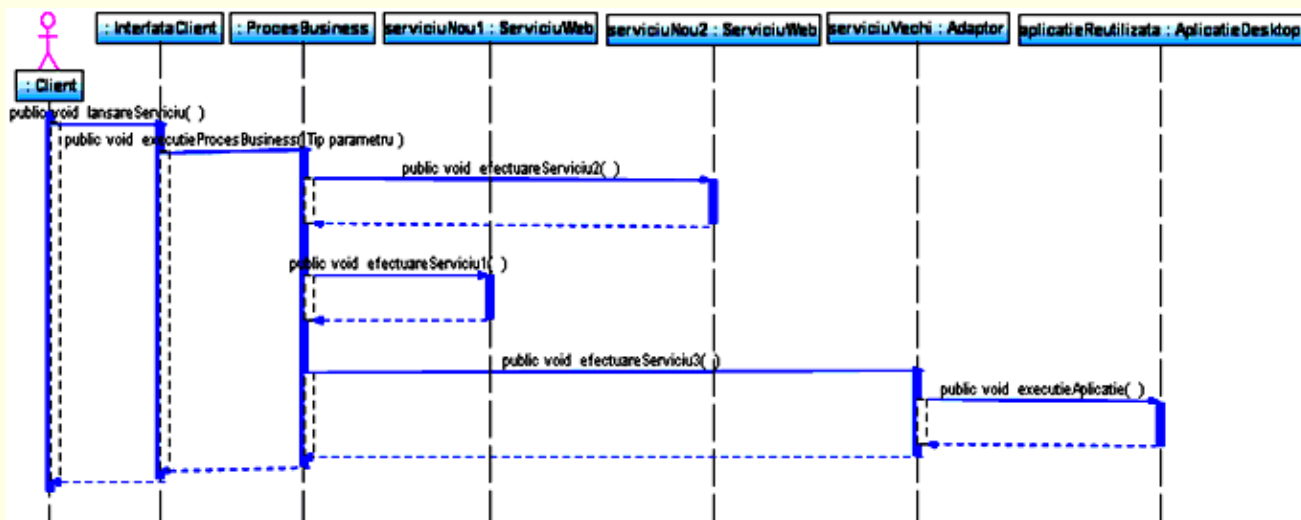 : InterfataClient
: ProcesBusiness
serviciuNou1 : ServiciuWeb
serviciuNou2 : ServiciuWeb
serviciuVechi : Adaptor
aplicatieReutilizata : AplicatieDesktop
: Client
public void lansareServiciu( )
public void executieProcesBusiness( Tip parametru )
public void efectuareServiciu2( )
public void efectuareServiciu1( )
public void efectuareServiciu3( )
public void executieAplicatie( )